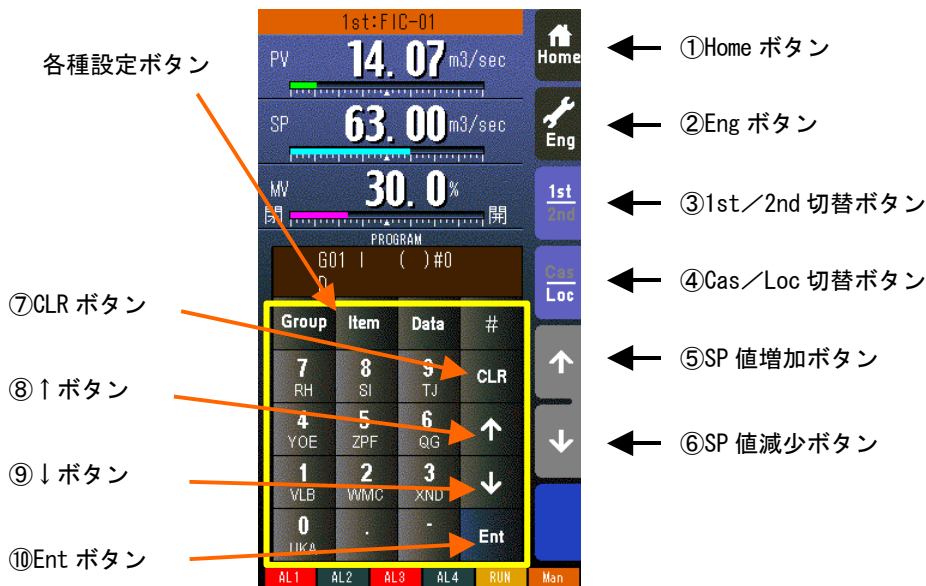 1st:FIC-01
PV 14.07 m3/sec
SP 63.00 m3/sec
MV 30.0 %
閉 開
PROGRAM
G01 I ( )#0
D
Group Item Data #
7 8 9 CLR
RH SI TJ
4 5 6 ↑
YOE ZPF QG
1 2 3 ↓
VLB WMC XND
0 . - Ent
UKA
AL1 AL2 AL3 AL4 RUN Man
Home
Eng
1st
2nd
Cas
Loc
↑
↓
各種設定ボタン
⑦CLR ボタン
⑧↑ボタン
⑨↓ボタン
⑩Ent ボタン
①Home ボタン
②Eng ボタン
③1st／2nd 切替ボタン
④Cas／Loc 切替ボタン
⑤SP 値増加ボタン
⑥SP 値減少ボタン